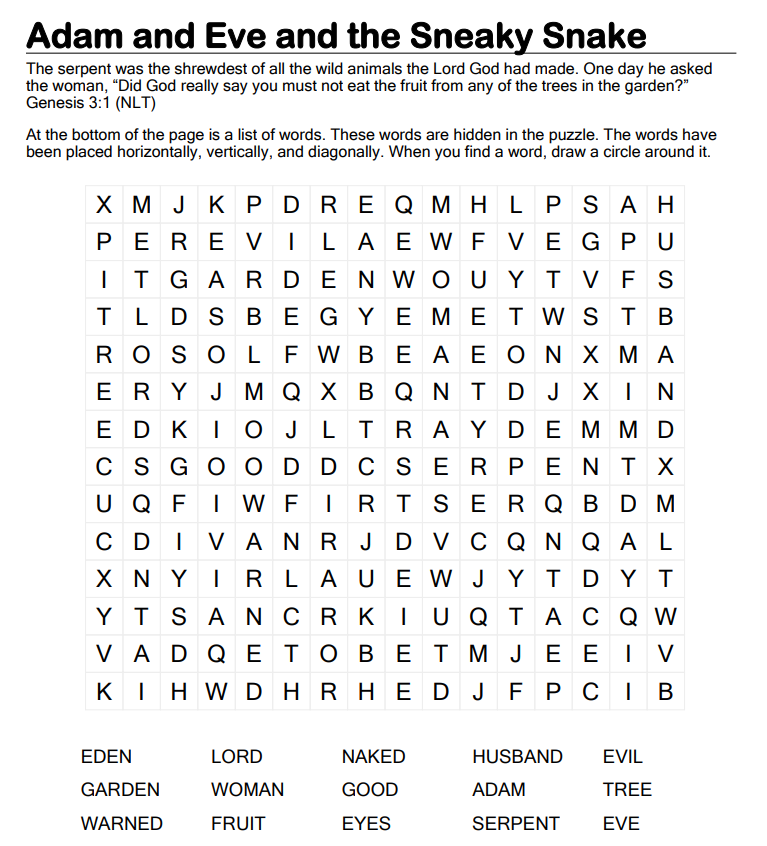 Adam and Eve and the Sneaky Snake
The serpent was the shrewdest of all the wild animals the Lord God had made. One day he asked
the woman, “Did God really say you must not eat the fruit from any of the trees in the garden?”
Genesis 3:1 (NLT)
At the bottom of the page is a list of words. These words are hidden in the puzzle. The words have
been placed horizontally, vertically, and diagonally. When you find a word, draw a circle around it.
X M J K P D R E Q M H L P S A H
P E R E V I L A E W F V E G P U
I T G A R D E N W O U Y T V F S
T L D S B E G Y E M E T W S T B
R O S O L F W B E A E O N X M A
E R Y J M Q X B Q N T D J X I N
E D K I O J L T R A Y D E M M D
C S G O O D D C S E R P E N T X
U Q F I W F I R T S E R Q B D M
C D I V A N R J D V C Q N Q A L
X N Y I R L A U E W J Y T D Y T
Y T S A N C R K I U Q T A C Q W
V A D Q E T O B E T M J E E I V
K I H W D H R H E D J F P C I B
EDEN LORD NAKED HUSBAND EVIL
GARDEN WOMAN GOOD ADAM TREE
WARNED FRUIT EYES SERPENT EVE